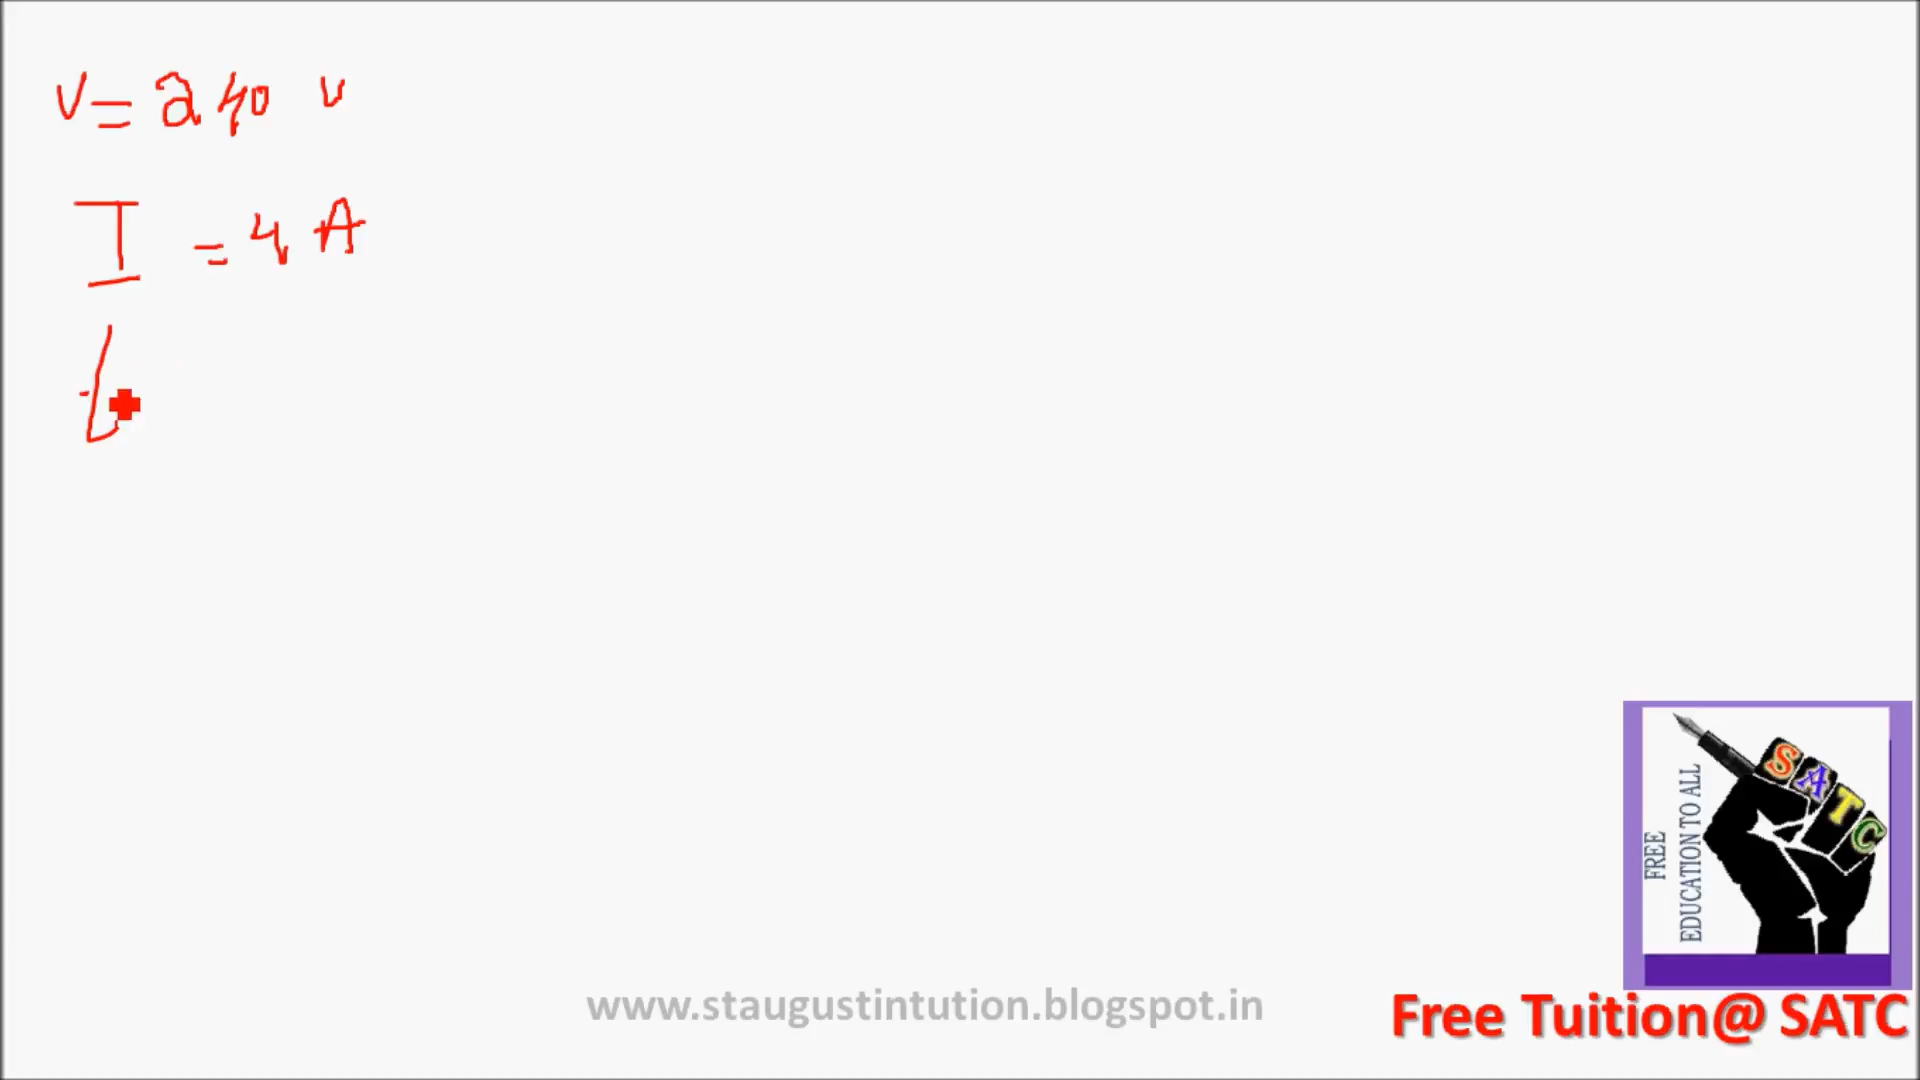 V = 240 v
I = 4 A
t
SATC
FREE
EDUCATION TO ALL
www.staugustintution.blogspot.in
Free Tuition@ SATC